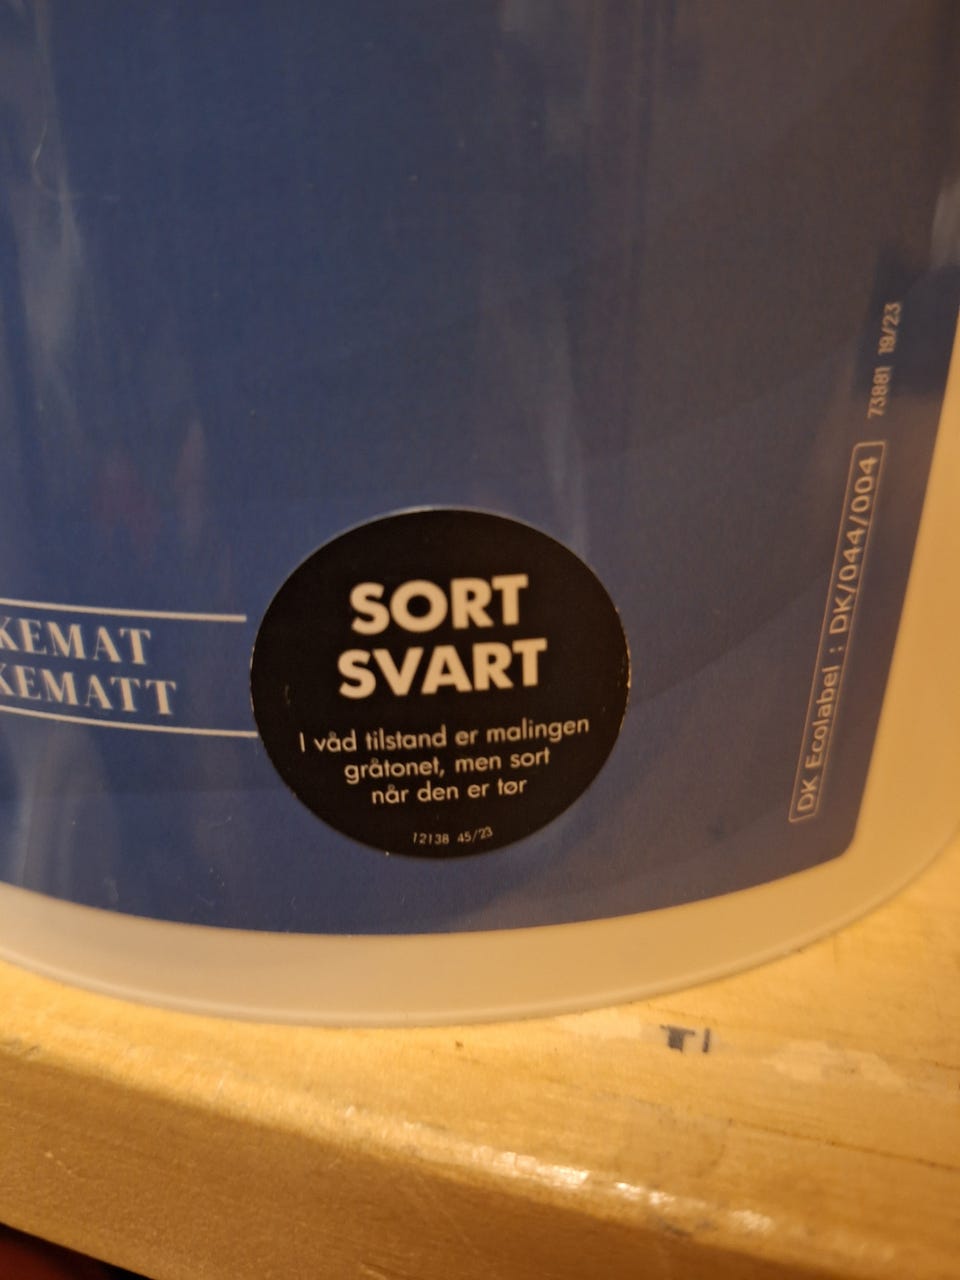 KEMAT
KEMATT
SORT
SVART
I våd tilstand er malingen
gråtonet, men sort
når den er tør
12138 45/23
DK Ecolabel : DK/044/004
73881 19/23